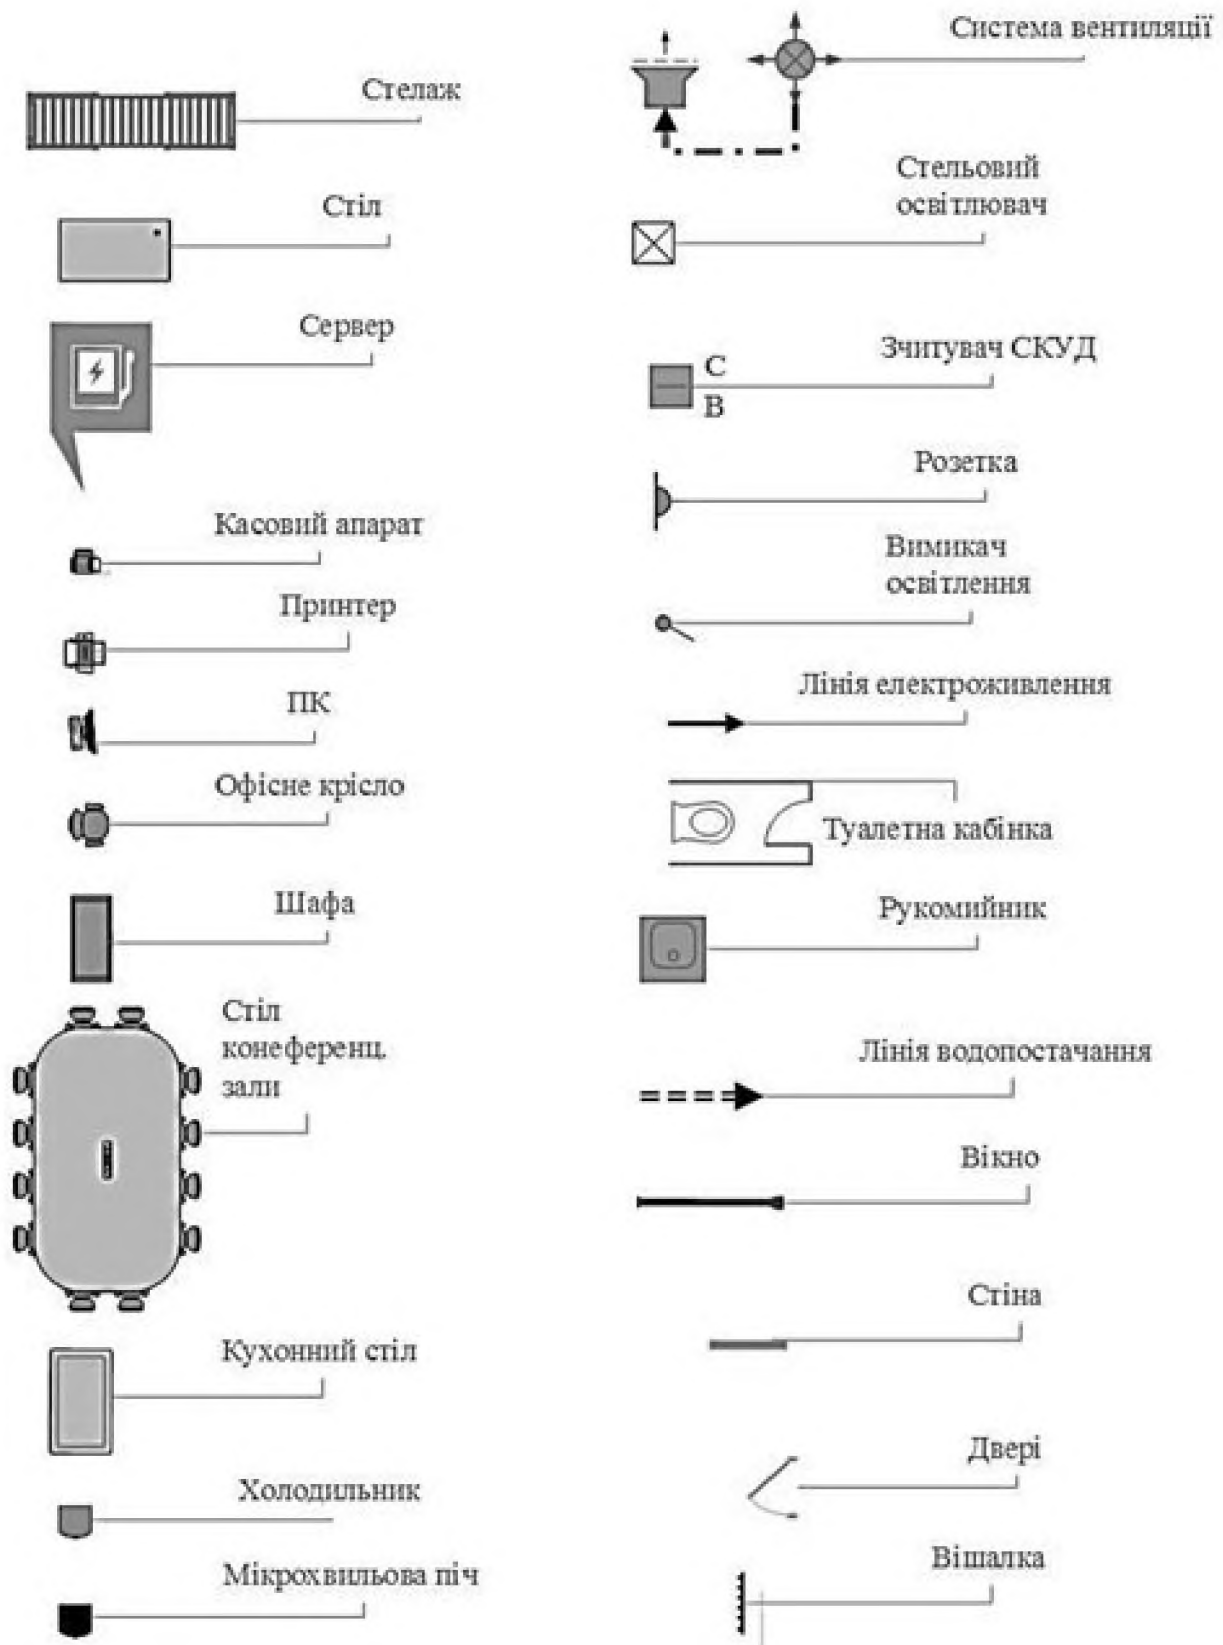 Стелаж
Стіл
Сервер
Касовий апарат
Принтер
ПК
Офісне крісло
Шафа
Стіл
конеференц.
зали
Кухонний стіл
Холодильник
Мікрохвильова піч
Система вентиляції
Стельовий
освітлювач
Зчитувач СКУД
С
В
Розетка
Вимикач
освітлення
Лінія електроживлення
Туалетна кабінка
Рукомийник
Лінія водопостачання
Вікно
Стіна
Двері
Вішалка